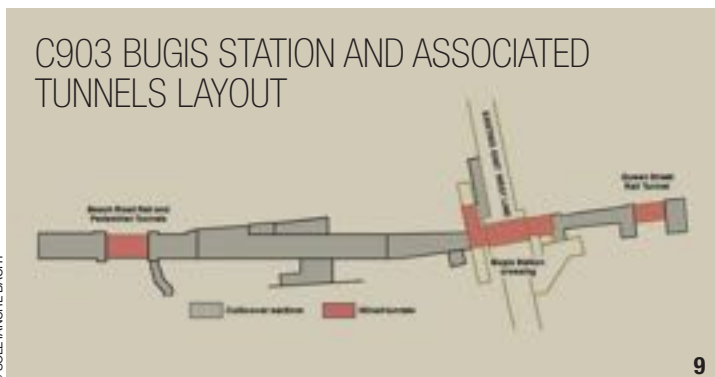 C903 BUGIS STATION AND ASSOCIATED
TUNNELS LAYOUT
EXISTING EAST WEST LINE
Queen Street
Rail Tunnel
Beach Road Rail and
Pedestrian Tunnels
Bugis Station
crossing
Cut/cover sections
Mined tunnels
9